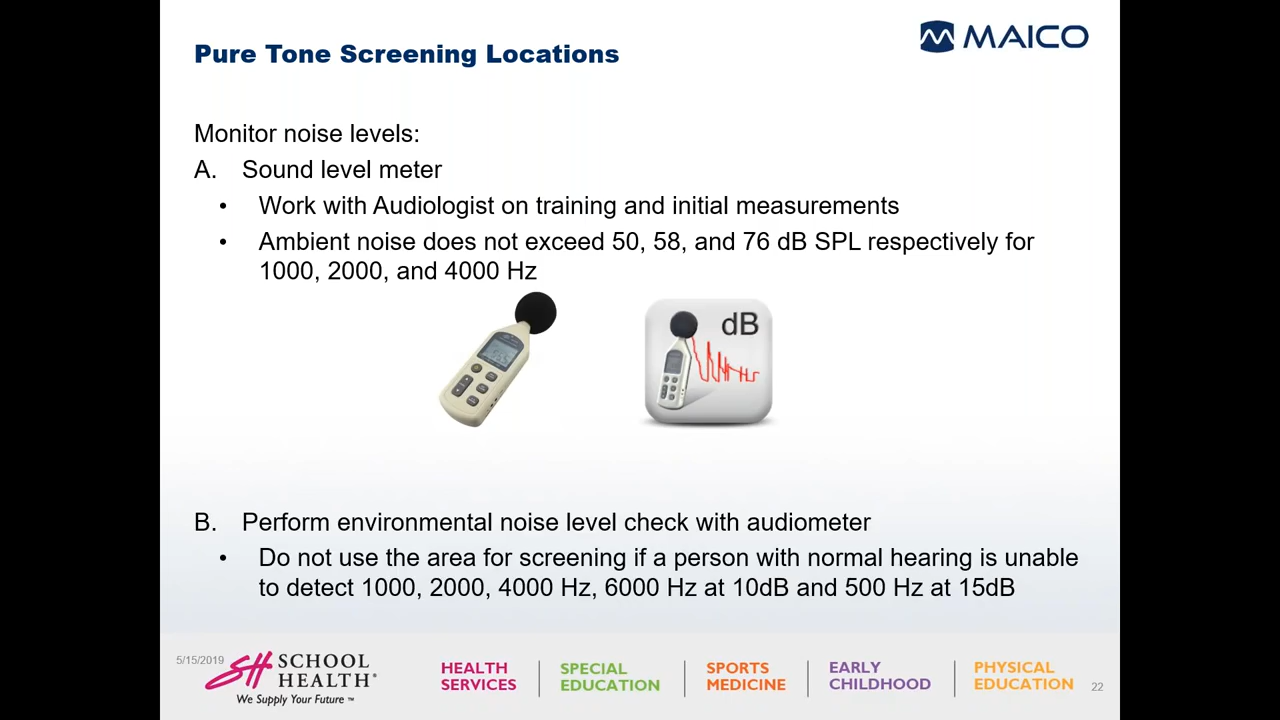 MAICO
Pure Tone Screening Locations
Monitor noise levels:
A. Sound level meter
• Work with Audiologist on training and initial measurements
• Ambient noise does not exceed 50, 58, and 76 dB SPL respectively for
1000, 2000, and 4000 Hz
dB
B. Perform environmental noise level check with audiometer
• Do not use the area for screening if a person with normal hearing is unable
to detect 1000, 2000, 4000 Hz, 6000 Hz at 10dB and 500 Hz at 15dB
5/15/2019
SH SCHOOL
HEALTH®
We Supply Your Future™
HEALTH
SERVICES
SPECIAL
EDUCATION
SPORTS
MEDICINE
EARLY
CHILDHOOD
PHYSICAL
EDUCATION
22